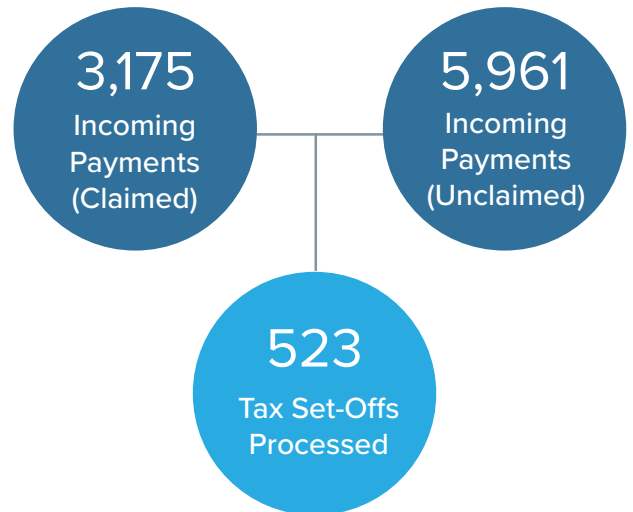 3,175
Incoming
Payments
(Claimed)
5,961
Incoming
Payments
(Unclaimed)
523
Tax Set-Offs
Processed